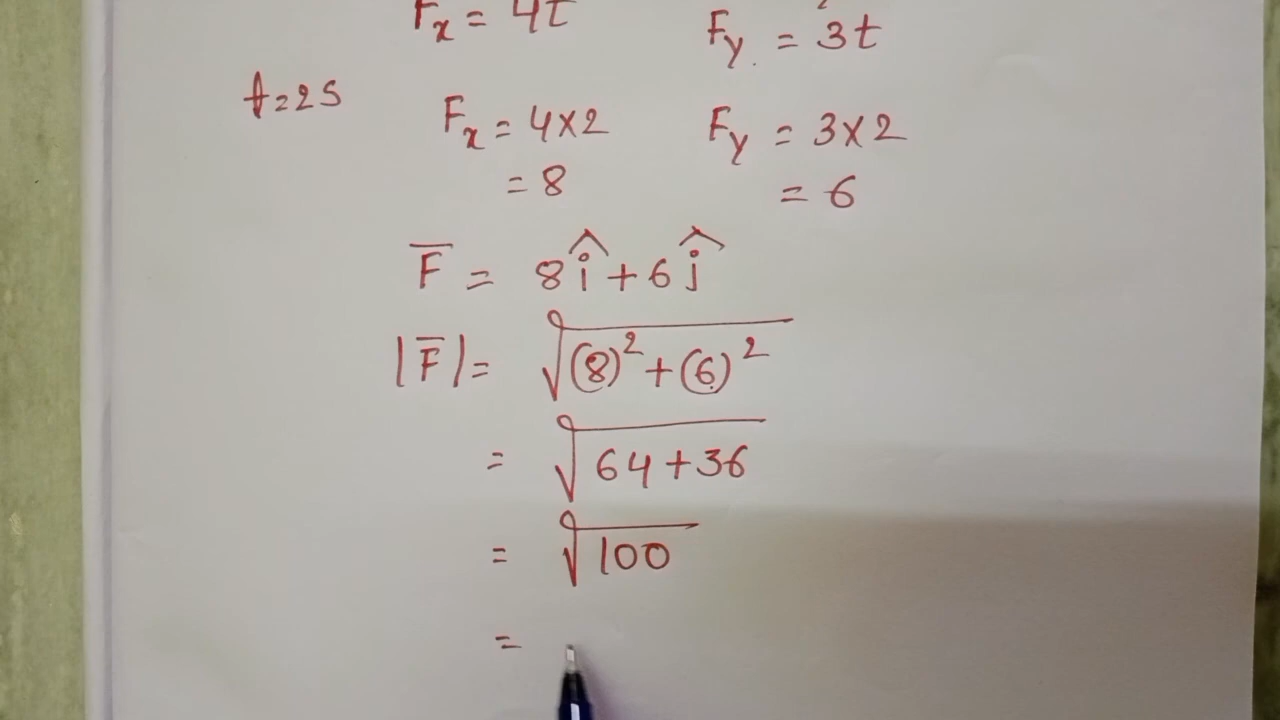 Fx = 4t Fy = 3t
t=2s Fx = 4x2 Fy = 3x2
= 8 = 6
F̅ = 8î + 6ĵ
|F̅| = √(8)² + (6)²
= √64+36
= √100
=